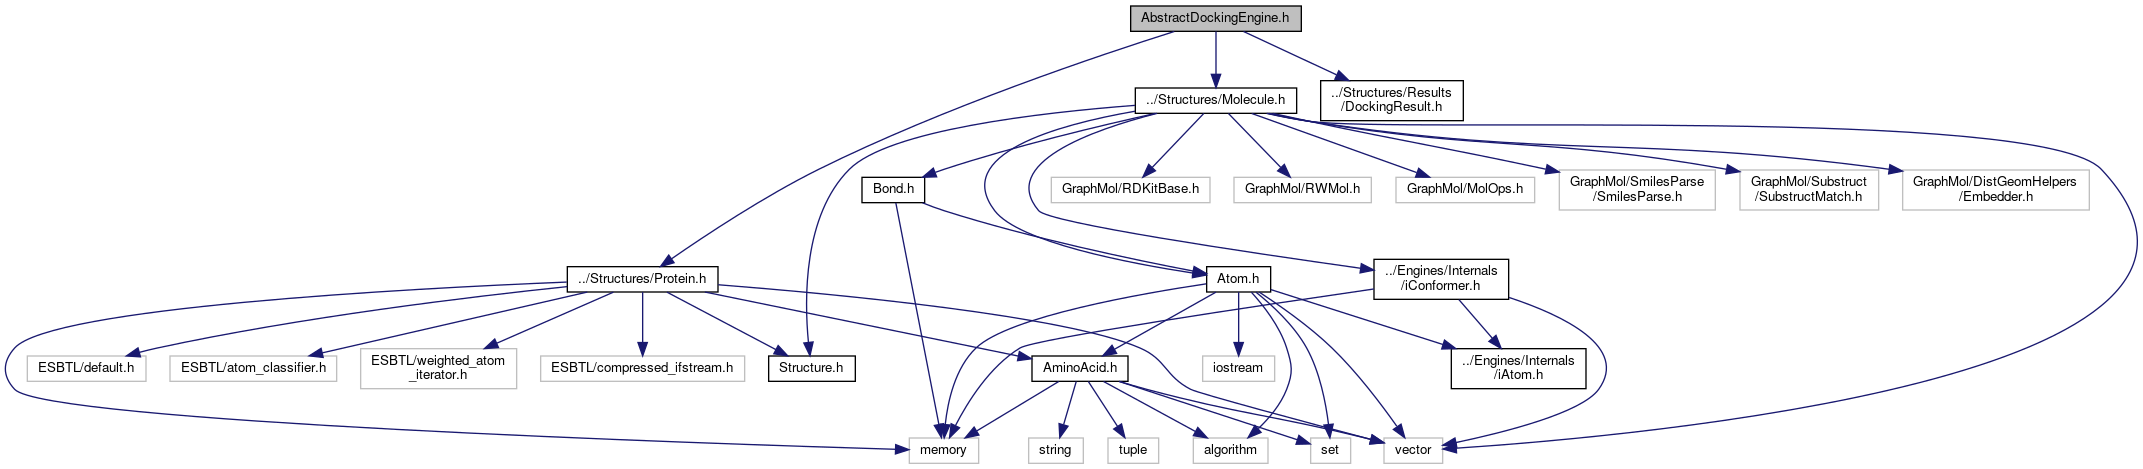 AbstractDockingEngine.h
../Structures/Molecule.h
../Structures/Results
/DockingResult.h
Bond.h
GraphMol/RDKitBase.h
GraphMol/RWMol.h
GraphMol/MolOps.h
GraphMol/SmilesParse
/SmilesParse.h
GraphMol/Substruct
/SubstructMatch.h
GraphMol/DistGeomHelpers
/Embedder.h
../Structures/Protein.h
Atom.h
../Engines/Internals
/iConformer.h
ESBTL/default.h
ESBTL/atom_classifier.h
ESBTL/weighted_atom
_iterator.h
ESBTL/compressed_ifstream.h
Structure.h
AminoAcid.h
iostream
../Engines/Internals
/iAtom.h
memory
string
tuple
algorithm
set
vector